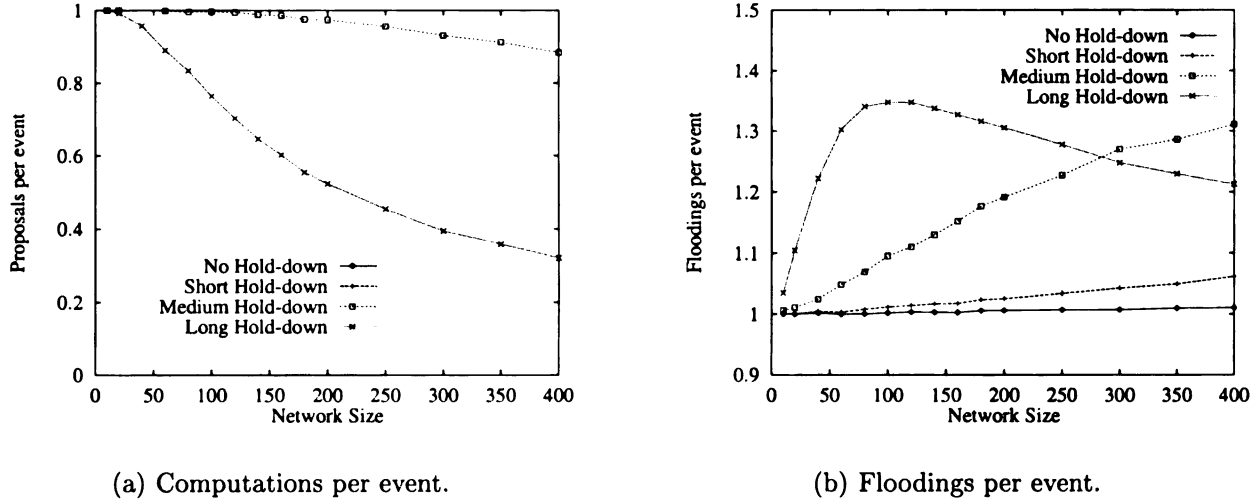 1
0.8
0.6
0.4
0.2
0
Proposals per event
No Hold-down
Short Hold-down
Medium Hold-down
Long Hold-down
0 50 100 150 200 250 300 350 400
Network Size
(a) Computations per event.
1.5
1.4
1.3
1.2
1.1
1
0.9
Floodings per event
No Hold-down
Short Hold-down
Medium Hold-down
Long Hold-down
0 50 100 150 200 250 300 350 400
Network Size
(b) Floodings per event.